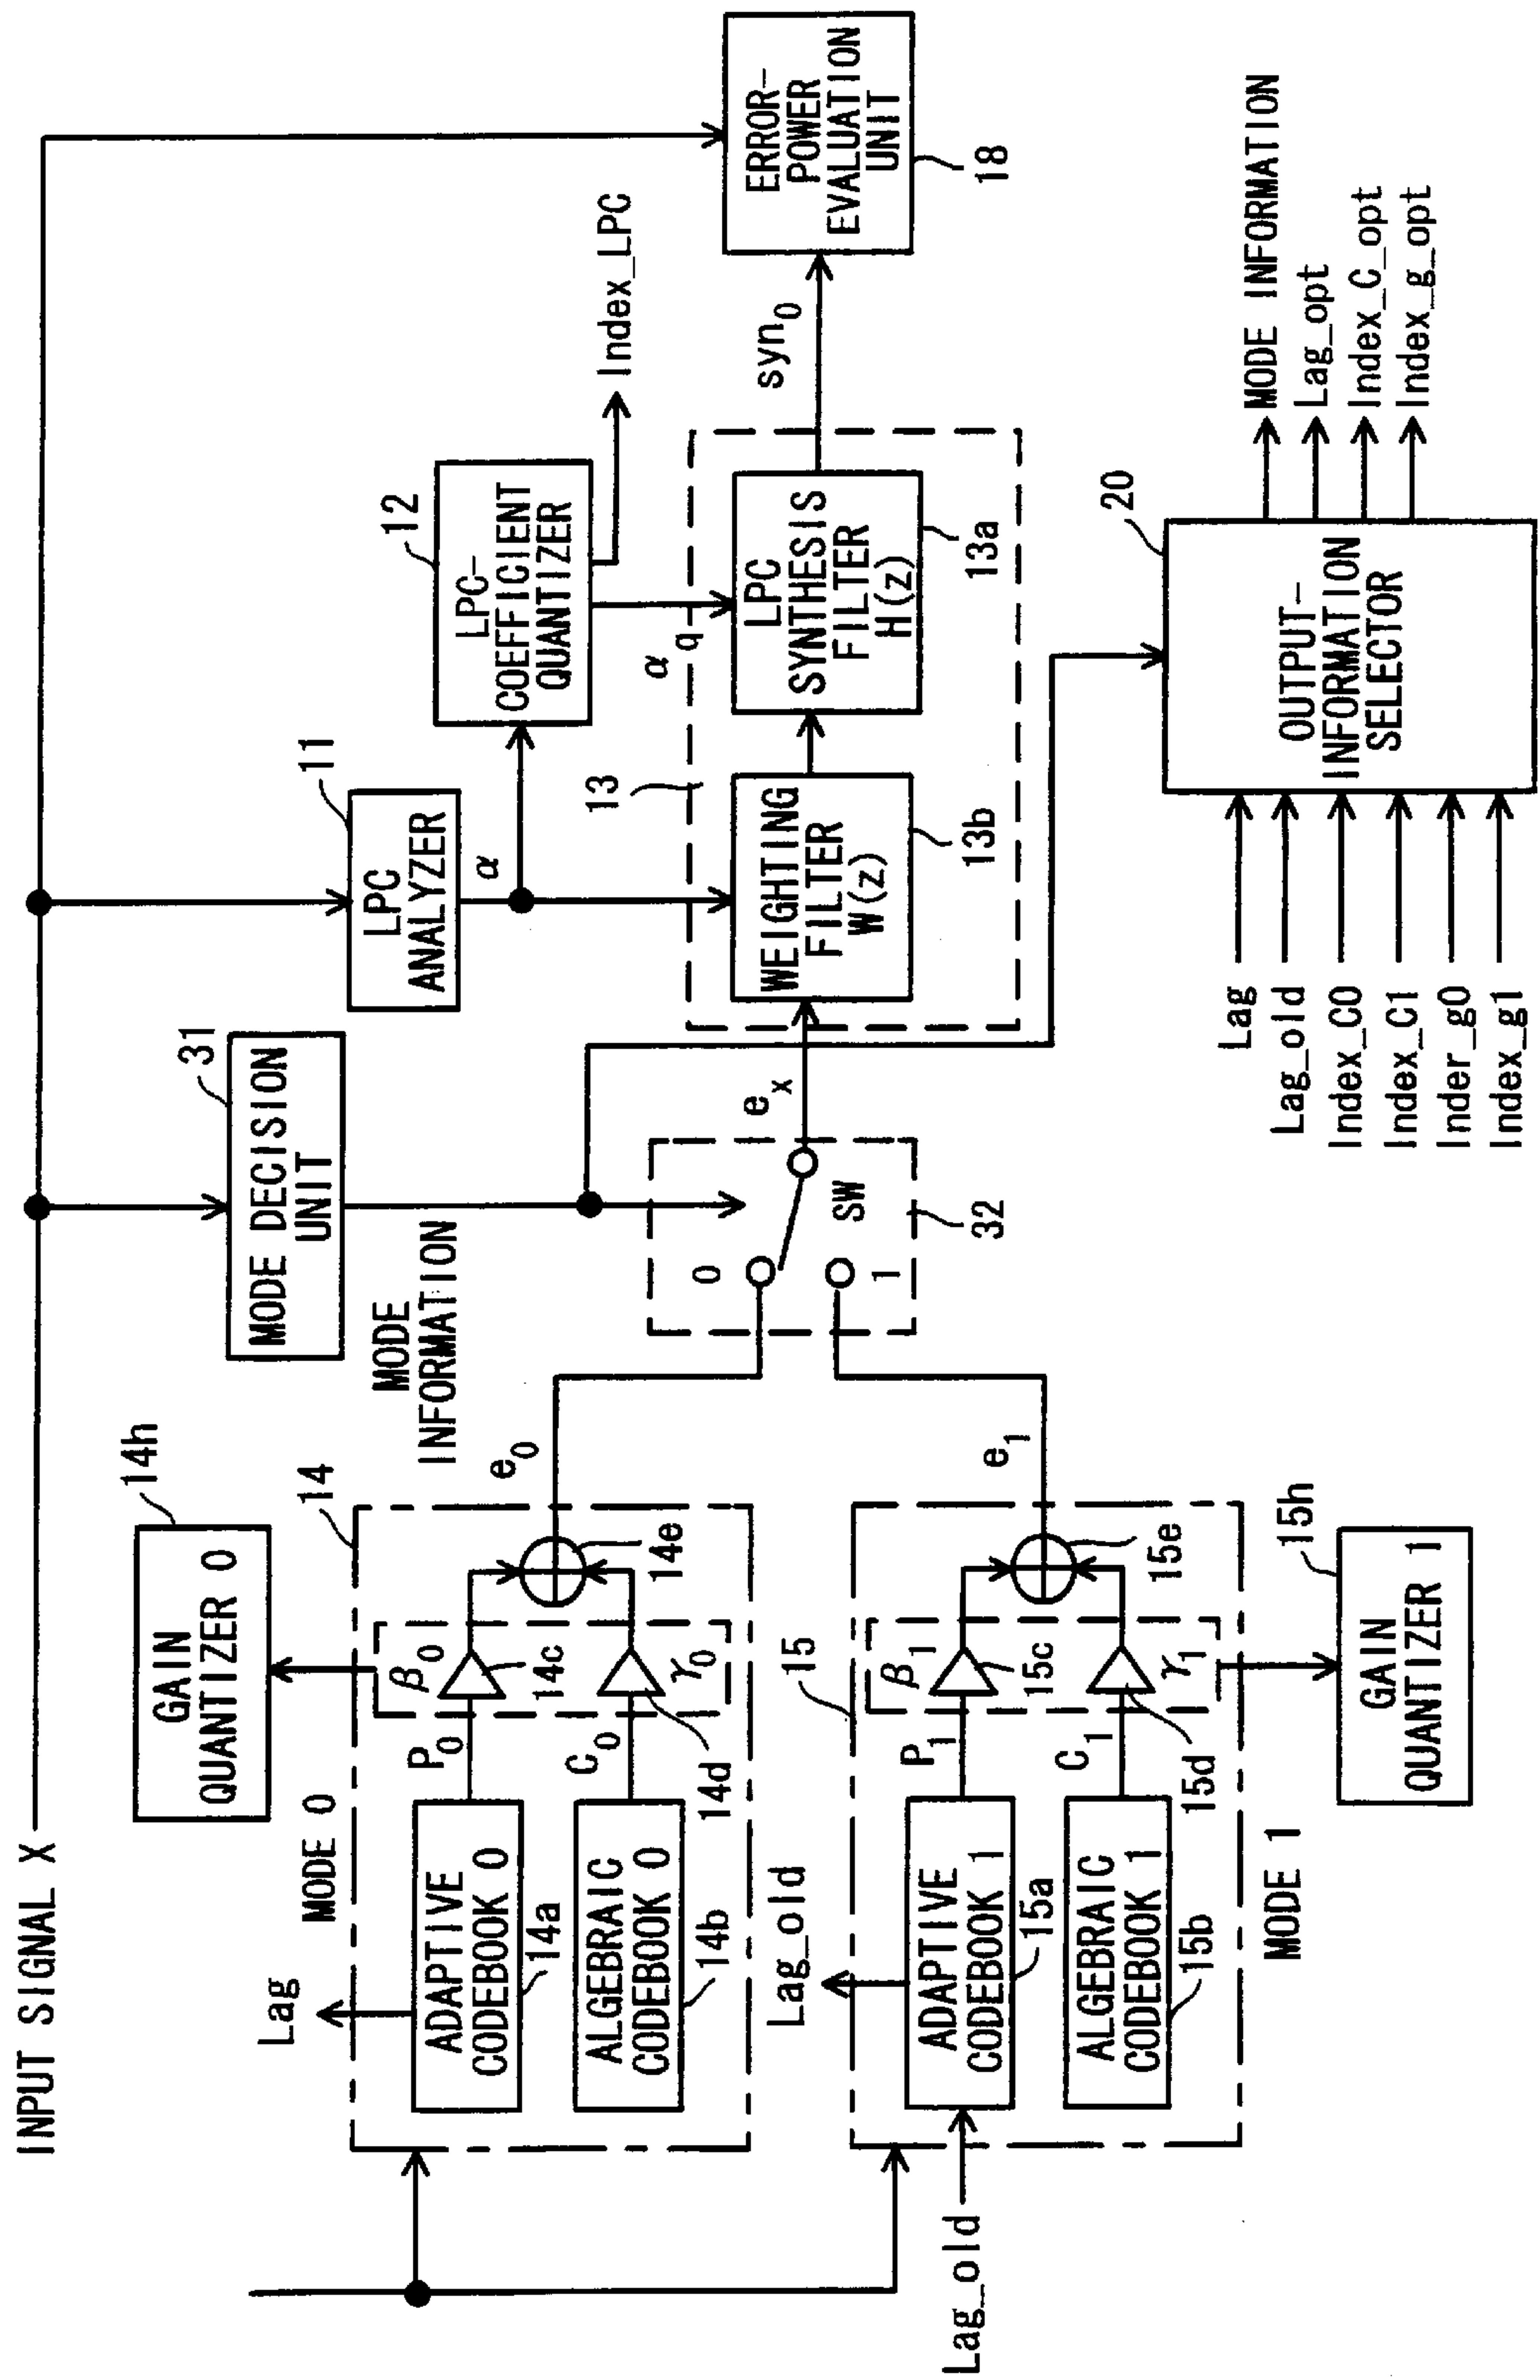 INPUT SIGNAL X
GAIN
QUANTIZER 0
14h
MODE DECISION
UNIT
31
LPC
ANALYZER
11
α
LPC-
COEFFICIENT
QUANTIZER
12
Index_LPC
ERROR-
POWER
EVALUATION
UNIT
18
MODE 0
14
Lag
ADAPTIVE
CODEBOOK 0
14a
P0
β0
14c
ALGEBRAIC
CODEBOOK 0
14b
C0
γ0
14d
14e
e0
MODE
INFORMATION
0
1
SW
32
ex
13
WEIGHTING
FILTER
W(z)
13b
αq
LPC
SYNTHESIS
FILTER
H(z)
13a
syn0
Lag_old
15
Lag_old
ADAPTIVE
CODEBOOK 1
15a
P1
β1
15c
ALGEBRAIC
CODEBOOK 1
15b
C1
γ1
15d
15e
e1
MODE 1
GAIN
QUANTIZER 1
15h
Lag
Lag_old
Index_C0
Index_C1
Inder_g0
Index_g1
OUTPUT-
INFORMATION
SELECTOR
20
MODE INFORMATION
Lag_opt
Index_C_opt
Index_g_opt